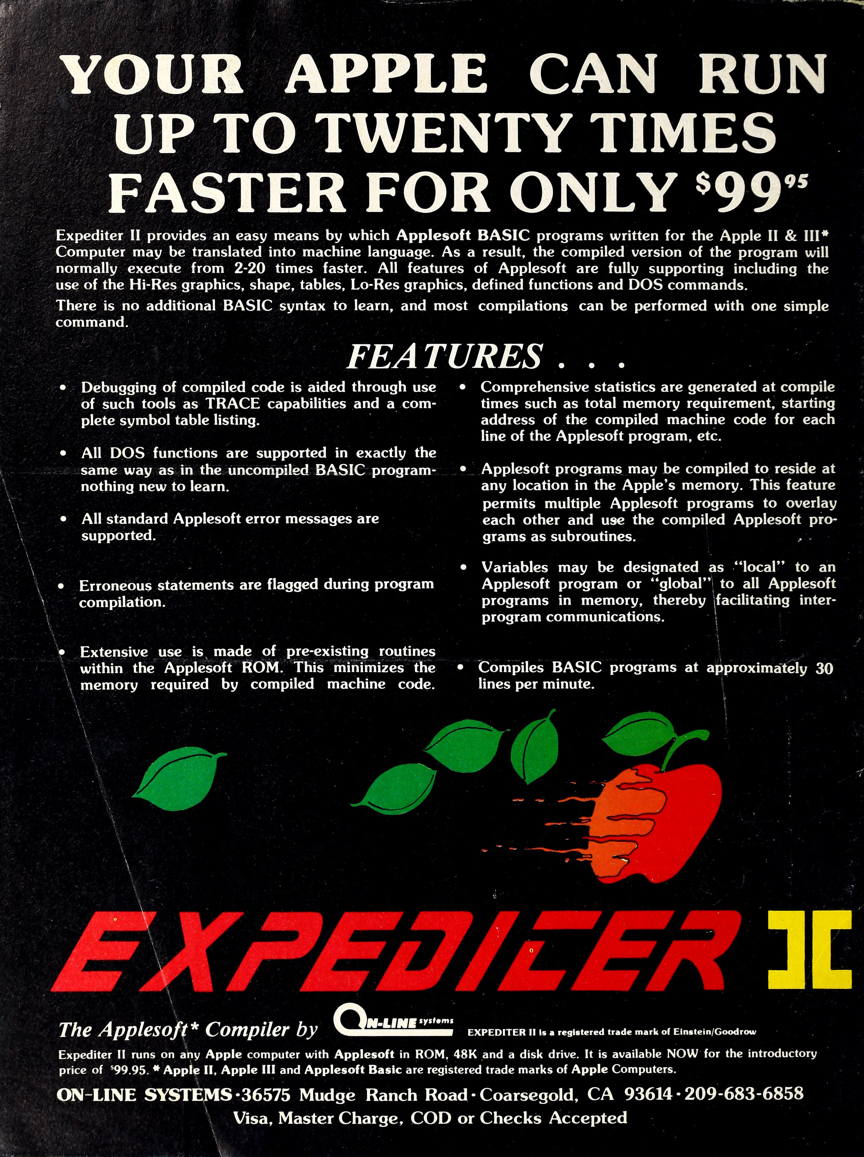 YOUR APPLE CAN RUN
UP TO TWENTY TIMES
FASTER FOR ONLY $99⁹⁵
Expediter II provides an easy means by which Applesoft BASIC programs written for the Apple II & III*
Computer may be translated into machine language. As a result, the compiled version of the program will
normally execute from 2-20 times faster. All features of Applesoft are fully supporting including the
use of the Hi-Res graphics, shape, tables, Lo-Res graphics, defined functions and DOS commands.
There is no additional BASIC syntax to learn, and most compilations can be performed with one simple
command.
FEATURES . . .
• Debugging of compiled code is aided through use
of such tools as TRACE capabilities and a com-
plete symbol table listing.
• All DOS functions are supported in exactly the
same way as in the uncompiled BASIC program-
nothing new to learn.
• All standard Applesoft error messages are
supported.
• Erroneous statements are flagged during program
compilation.
• Extensive use is made of pre-existing routines
within the Applesoft ROM. This minimizes the
memory required by compiled machine code.
• Comprehensive statistics are generated at compile
times such as total memory requirement, starting
address of the compiled machine code for each
line of the Applesoft program, etc.
• Applesoft programs may be compiled to reside at
any location in the Apple's memory. This feature
permits multiple Applesoft programs to overlay
each other and use the compiled Applesoft pro-
grams as subroutines.
• Variables may be designated as "local" to an
Applesoft program or "global" to all Applesoft
programs in memory, thereby facilitating inter-
program communications.
• Compiles BASIC programs at approximately 30
lines per minute.
EXPEDITER II
The Applesoft* Compiler by ON-LINE systems EXPEDITER II is a registered trade mark of Einstein/Goodrow
Expediter II runs on any Apple computer with Applesoft in ROM, 48K and a disk drive. It is available NOW for the introductory
price of $99.95. * Apple II, Apple III and Applesoft Basic are registered trade marks of Apple Computers.
ON-LINE SYSTEMS · 36575 Mudge Ranch Road · Coarsegold, CA 93614 · 209-683-6858
Visa, Master Charge, COD or Checks Accepted